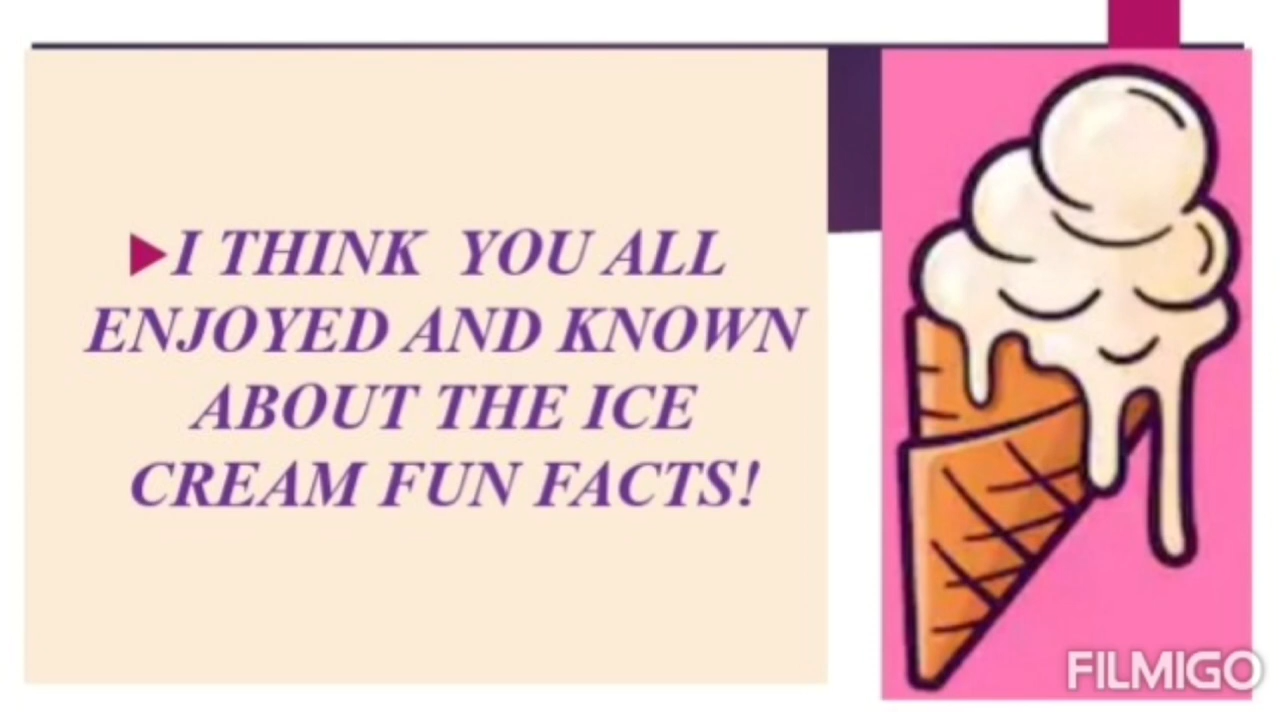 I THINK YOU ALL
ENJOYED AND KNOWN
ABOUT THE ICE
CREAM FUN FACTS!
FILMIGO